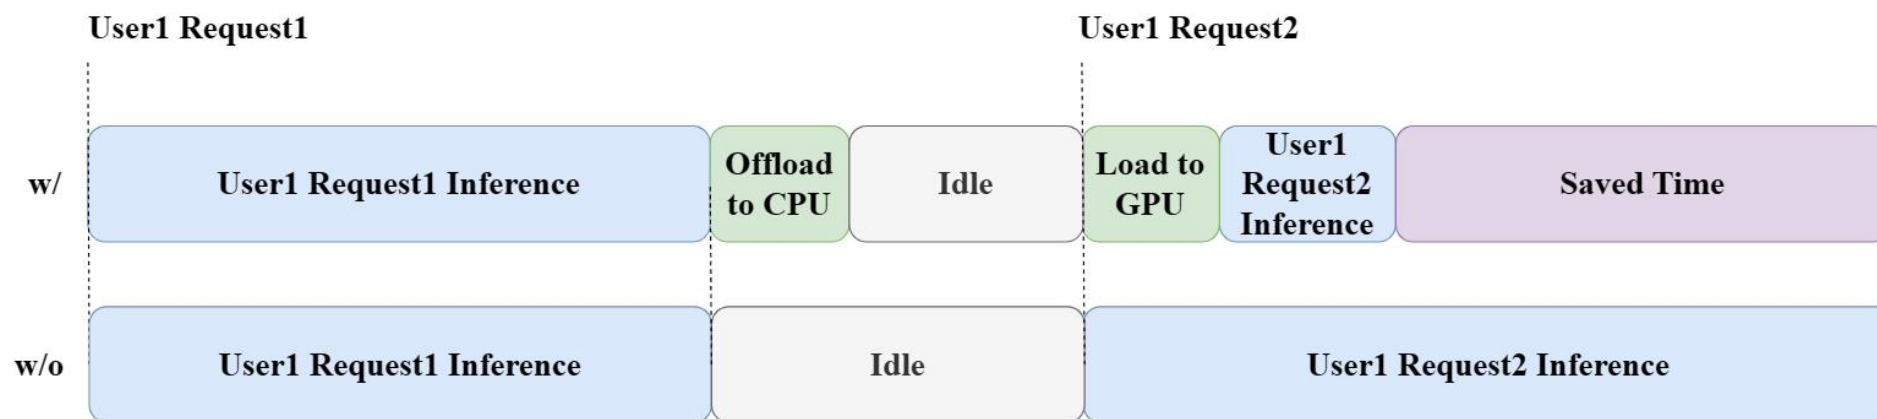 User1 Request1
User1 Request2
w/
User1 Request1 Inference
Offload
to CPU
Idle
Load to
GPU
User1
Request2
Inference
Saved Time
w/o
User1 Request1 Inference
Idle
User1 Request2 Inference